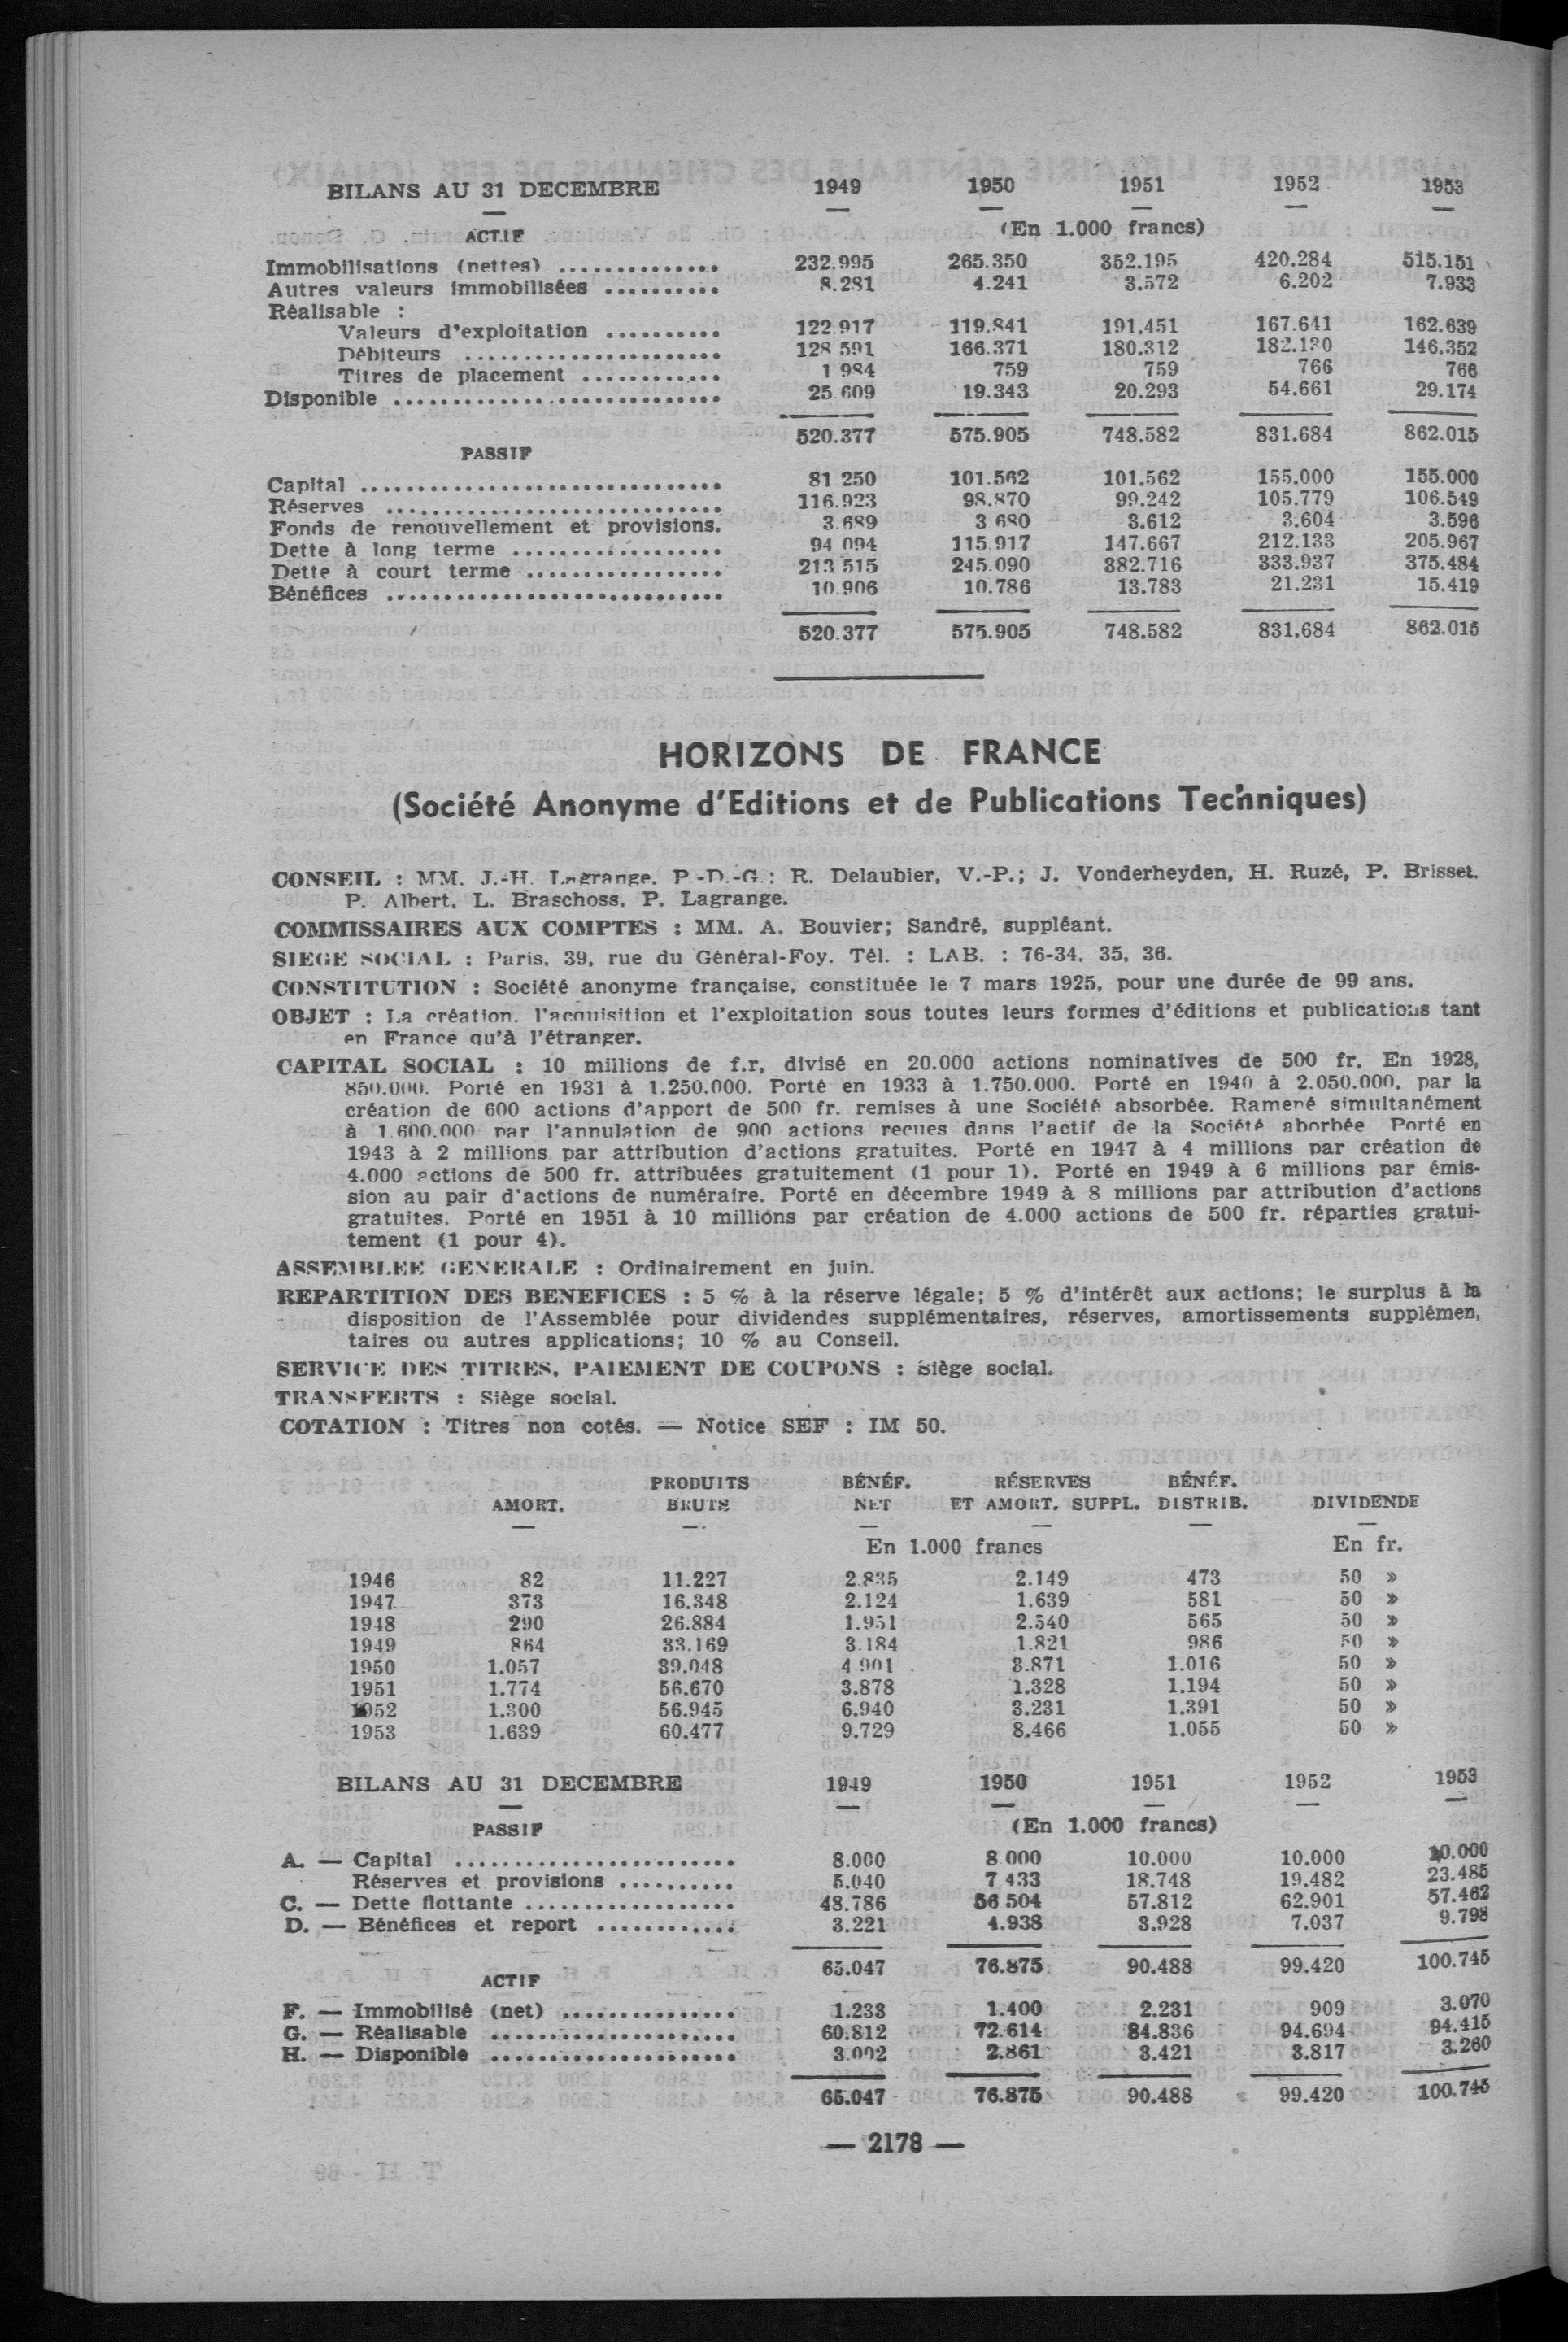 BILANS AU 31 DECEMBRE 1949 1950 1951 1952 1953
ACTIF (En 1.000 francs)
Immobilisations (nettes) .............. 232.995 265.350 352.195 420.284 515.151
Autres valeurs immobilisées .......... 8.281 4.241 3.572 6.202 7.933
Réalisable :
Valeurs d'exploitation .......... 122.917 119.841 191.451 167.641 162.639
Débiteurs ...................... 128 591 166.371 180.312 182.130 146.352
Titres de placement ............ 1 984 759 759 766 766
Disponible ............................ 25.609 19.343 20.293 54.661 29.174
520.377 575.905 748.582 831.684 862.015
PASSIF
Capital ............................... 81 250 101.562 101.562 155.000 155.000
Réserves ............................. 116.923 98.870 99.242 105.779 106.549
Fonds de renouvellement et provisions. 3.689 3 680 3.612 3.604 3.596
Dette à long terme .................. 94 094 115.917 147.667 212.133 205.967
Dette à court terme ................. 213 515 245.090 382.716 333.937 375.484
Bénéfices ............................. 10.906 10.786 13.783 21.231 15.419
520.377 575.905 748.582 831.684 862.015
HORIZONS DE FRANCE
(Société Anonyme d'Editions et de Publications Techniques)
CONSEIL : MM. J.-H. Lagrange, P.-D.-G.; R. Delaubier, V.-P.; J. Vonderheyden, H. Ruzé, P. Brisset.
P. Albert, L. Braschoss, P. Lagrange.
COMMISSAIRES AUX COMPTES : MM. A. Bouvier; Sandré, suppléant.
SIEGE SOCIAL : Paris, 39, rue du Général-Foy. Tél. : LAB. : 76-34, 35, 36.
CONSTITUTION : Société anonyme française, constituée le 7 mars 1925, pour une durée de 99 ans.
OBJET : La création, l'acquisition et l'exploitation sous toutes leurs formes d'éditions et publications tant
en France qu'à l'étranger.
CAPITAL SOCIAL : 10 millions de f.r, divisé en 20.000 actions nominatives de 500 fr. En 1928,
850.000. Porté en 1931 à 1.250.000. Porté en 1933 à 1.750.000. Porté en 1940 à 2.050.000, par la
création de 600 actions d'apport de 500 fr. remises à une Société absorbée. Ramené simultanément
à 1.600.000 par l'annulation de 900 actions reçues dans l'actif de la Société aborbée Porté en
1943 à 2 millions par attribution d'actions gratuites. Porté en 1947 à 4 millions par création de
4.000 actions de 500 fr. attribuées gratuitement (1 pour 1). Porté en 1949 à 6 millions par émis-
sion au pair d'actions de numéraire. Porté en décembre 1949 à 8 millions par attribution d'actions
gratuites. Porté en 1951 à 10 millions par création de 4.000 actions de 500 fr. réparties gratui-
tement (1 pour 4).
ASSEMBLEE GENERALE : Ordinairement en juin.
REPARTITION DES BENEFICES : 5 % à la réserve légale; 5 % d'intérêt aux actions; le surplus à la
disposition de l'Assemblée pour dividendes supplémentaires, réserves, amortissements supplémen,
taires ou autres applications; 10 % au Conseil.
SERVICE DES TITRES, PAIEMENT DE COUPONS : Siège social.
TRANSFERTS : Siège social.
COTATION : Titres non cotés. — Notice SEF : IM 50.
PRODUITS BÉNÉF. RÉSERVES BÉNÉF.
AMORT. BRUTS NET ET AMORT. SUPPL. DISTRIB. DIVIDENDE
En 1.000 francs En fr.
1946 82 11.227 2.835 2.149 473 50 »
1947 373 16.348 2.124 1.639 581 50 »
1948 290 26.884 1.951 2.540 565 50 »
1949 864 33.169 3.184 1.821 986 50 »
1950 1.057 39.048 4 901 3.871 1.016 50 »
1951 1.774 56.670 3.878 1.328 1.194 50 »
1952 1.300 56.945 6.940 3.231 1.391 50 »
1953 1.639 60.477 9.729 8.466 1.055 50 »
BILANS AU 31 DECEMBRE 1949 1950 1951 1952 1953
PASSIF (En 1.000 francs)
A. — Capital ........................ 8.000 8 000 10.000 10.000 10.000
Réserves et provisions .......... 5.040 7 433 18.748 19.482 23.485
C. — Dette flottante .................. 48.786 56 504 57.812 62.901 57.462
D. — Bénéfices et report ............ 3.221 4.938 3.928 7.037 9.798
65.047 76.875 90.488 99.420 100.745
ACTIF
F. — Immobilisé (net) ............... 1.233 1.400 2.231 909 3.070
G. — Réalisable ..................... 60.812 72.614 84.836 94.694 94.415
H. — Disponible ..................... 3.002 2.861 3.421 3.817 3.260
65.047 76.875 90.488 99.420 100.745
— 2178 —